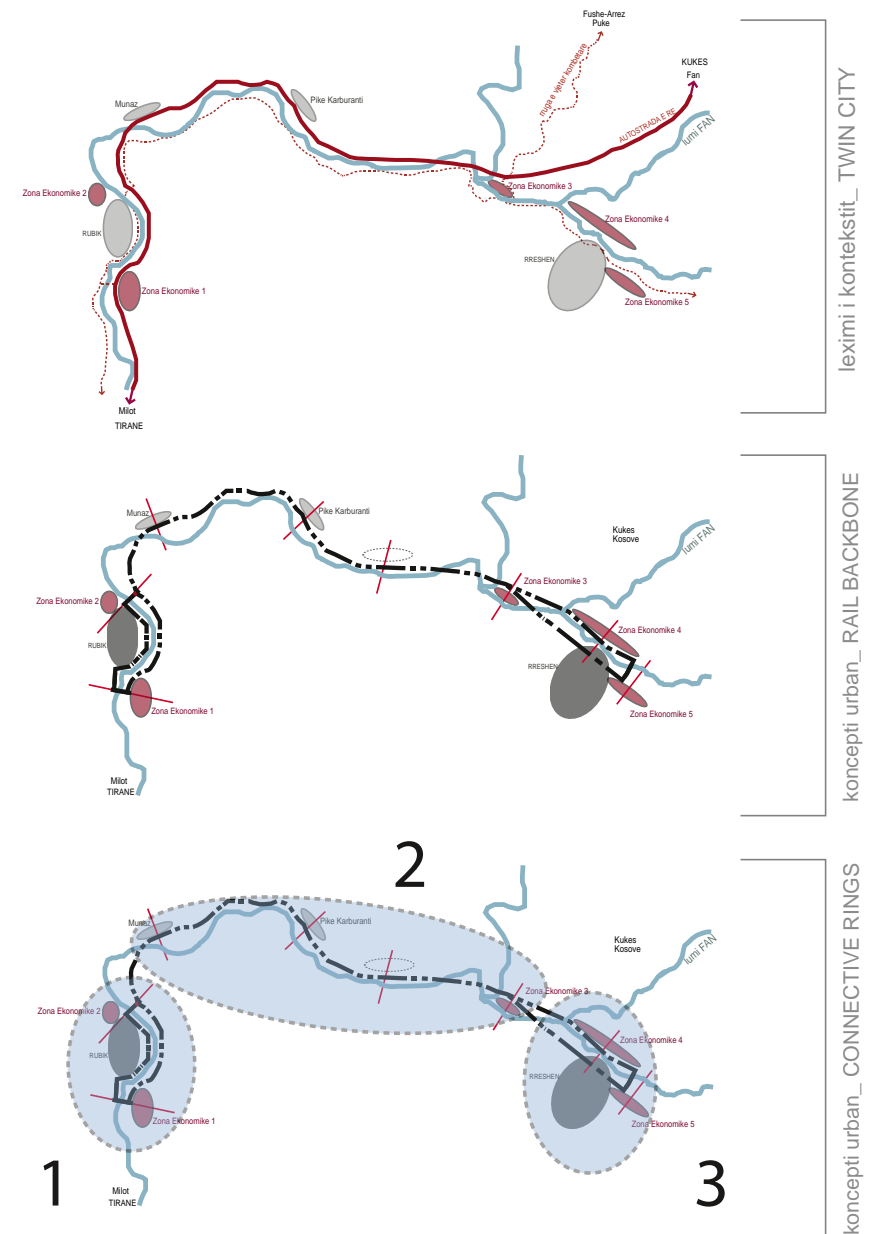 Fushe-Arrez
Puke
rruga e Veter kombetare
KUKES
Fan
AUTOSTRADA E RE
lumi FAN
Munaz
Pike Karburanti
Zona Ekonomike 2
Zona Ekonomike 3
Zona Ekonomike 4
RUBIK
RRESHEN
Zona Ekonomike 1
Zona Ekonomike 5
Milot
TIRANE
leximi i kontekstit_ TWIN CITY
Munaz
Pike Karburanti
Kukes
Kosove
lumi FAN
Zona Ekonomike 2
Zona Ekonomike 3
Zona Ekonomike 4
RUBIK
RRESHEN
Zona Ekonomike 1
Zona Ekonomike 5
Milot
TIRANE
koncepti urban_ RAIL BACKBONE
2
Munaz
Pike Karburanti
Kukes
Kosove
lumi FAN
Zona Ekonomike 2
Zona Ekonomike 3
Zona Ekonomike 4
RUBIK
RRESHEN
Zona Ekonomike 1
Zona Ekonomike 5
1
3
Milot
TIRANE
koncepti urban_ CONNECTIVE RINGS